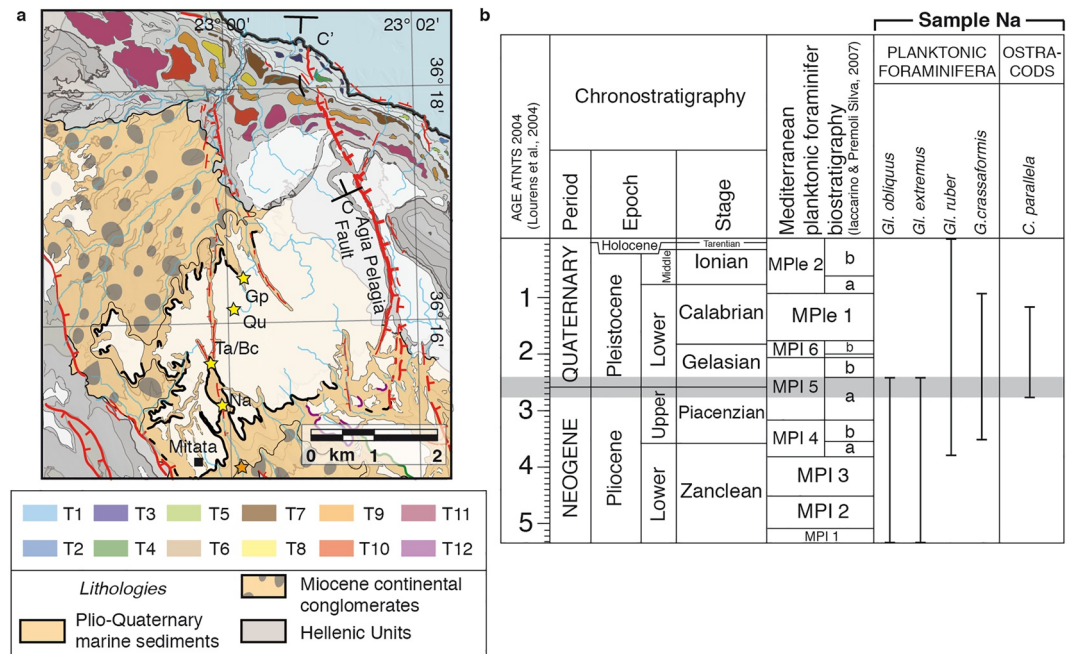 a
23° 00'
23° 02'
C'
36° 18'
C
Agia Pelagia
Fault
Gp
Qu
36° 16'
Ta/Bc
Na
Mitata
0 km 1 2
T1 T3 T5 T7 T9 T11
T2 T4 T6 T8 T10 T12
Lithologies
Miocene continental
conglomerates
Plio-Quaternary
marine sediments
Hellenic Units
b
Sample Na
PLANKTONIC
FORAMINIFERA
OSTRA-
CODS
AGE ATNTS 2004
(Lourens et al., 2004)
Chronostratigraphy
Period
Epoch
Stage
Mediterranean
planktonic foraminifer
biostratigraphy
(Iaccarino & Premoli Silva, 2007)
Gl. obliquus
Gl. extremus
Gl. ruber
G.crassaformis
C. parallela
1
2
3
4
5
QUATERNARY
NEOGENE
Holocene
Pleistocene
Pliocene
Middle
Lower
Upper
Lower
Tarentian
Ionian
Calabrian
Gelasian
Piacenzian
Zanclean
MPle 2
b
a
MPle 1
MPl 6
b
b
MPl 5
a
MPl 4
b
a
MPl 3
MPl 2
MPl 1